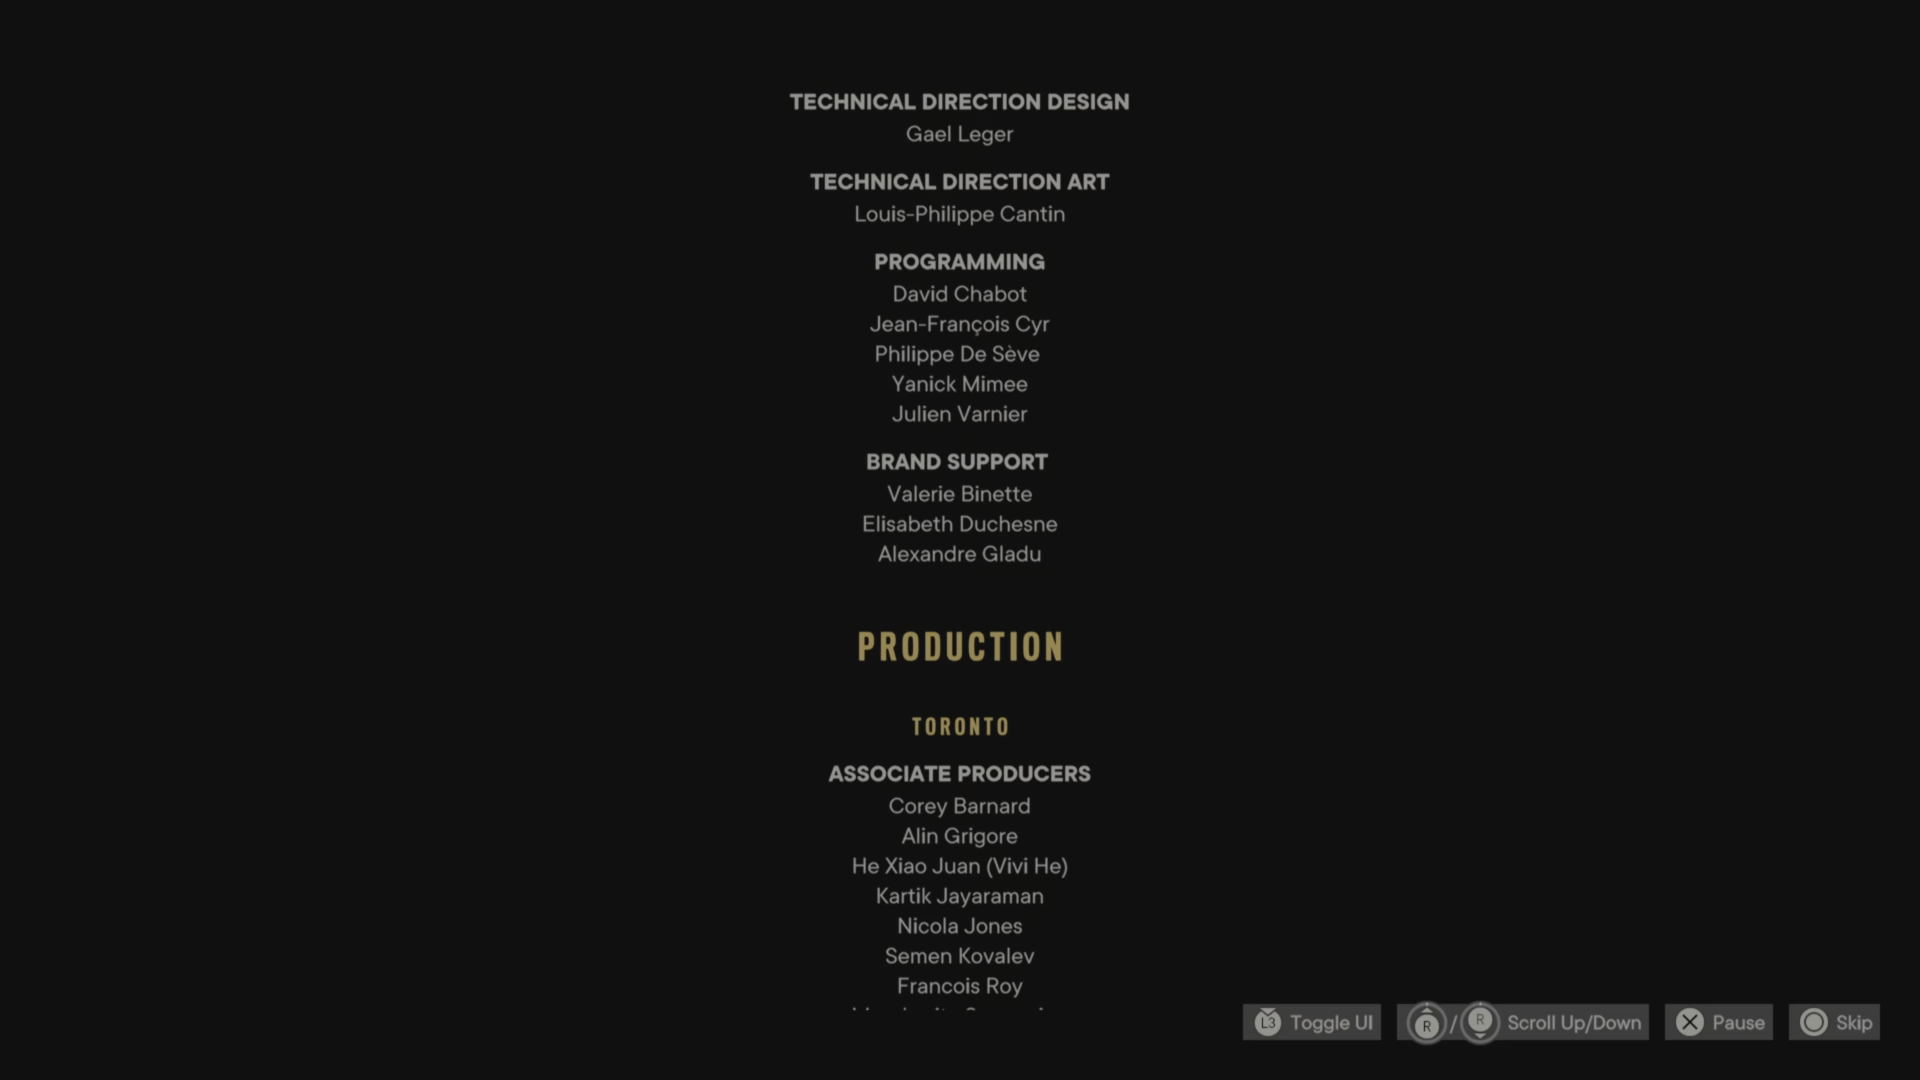 TECHNICAL DIRECTION DESIGN
Gael Leger
TECHNICAL DIRECTION ART
Louis-Philippe Cantin
PROGRAMMING
David Chabot
Jean-François Cyr
Philippe De Sève
Yanick Mimee
Julien Varnier
BRAND SUPPORT
Valerie Binette
Elisabeth Duchesne
Alexandre Gladu
PRODUCTION
TORONTO
ASSOCIATE PRODUCERS
Corey Barnard
Alin Grigore
He Xiao Juan (Vivi He)
Kartik Jayaraman
Nicola Jones
Semen Kovalev
Francois Roy
L3 Toggle UI R / R Scroll Up/Down Pause Skip